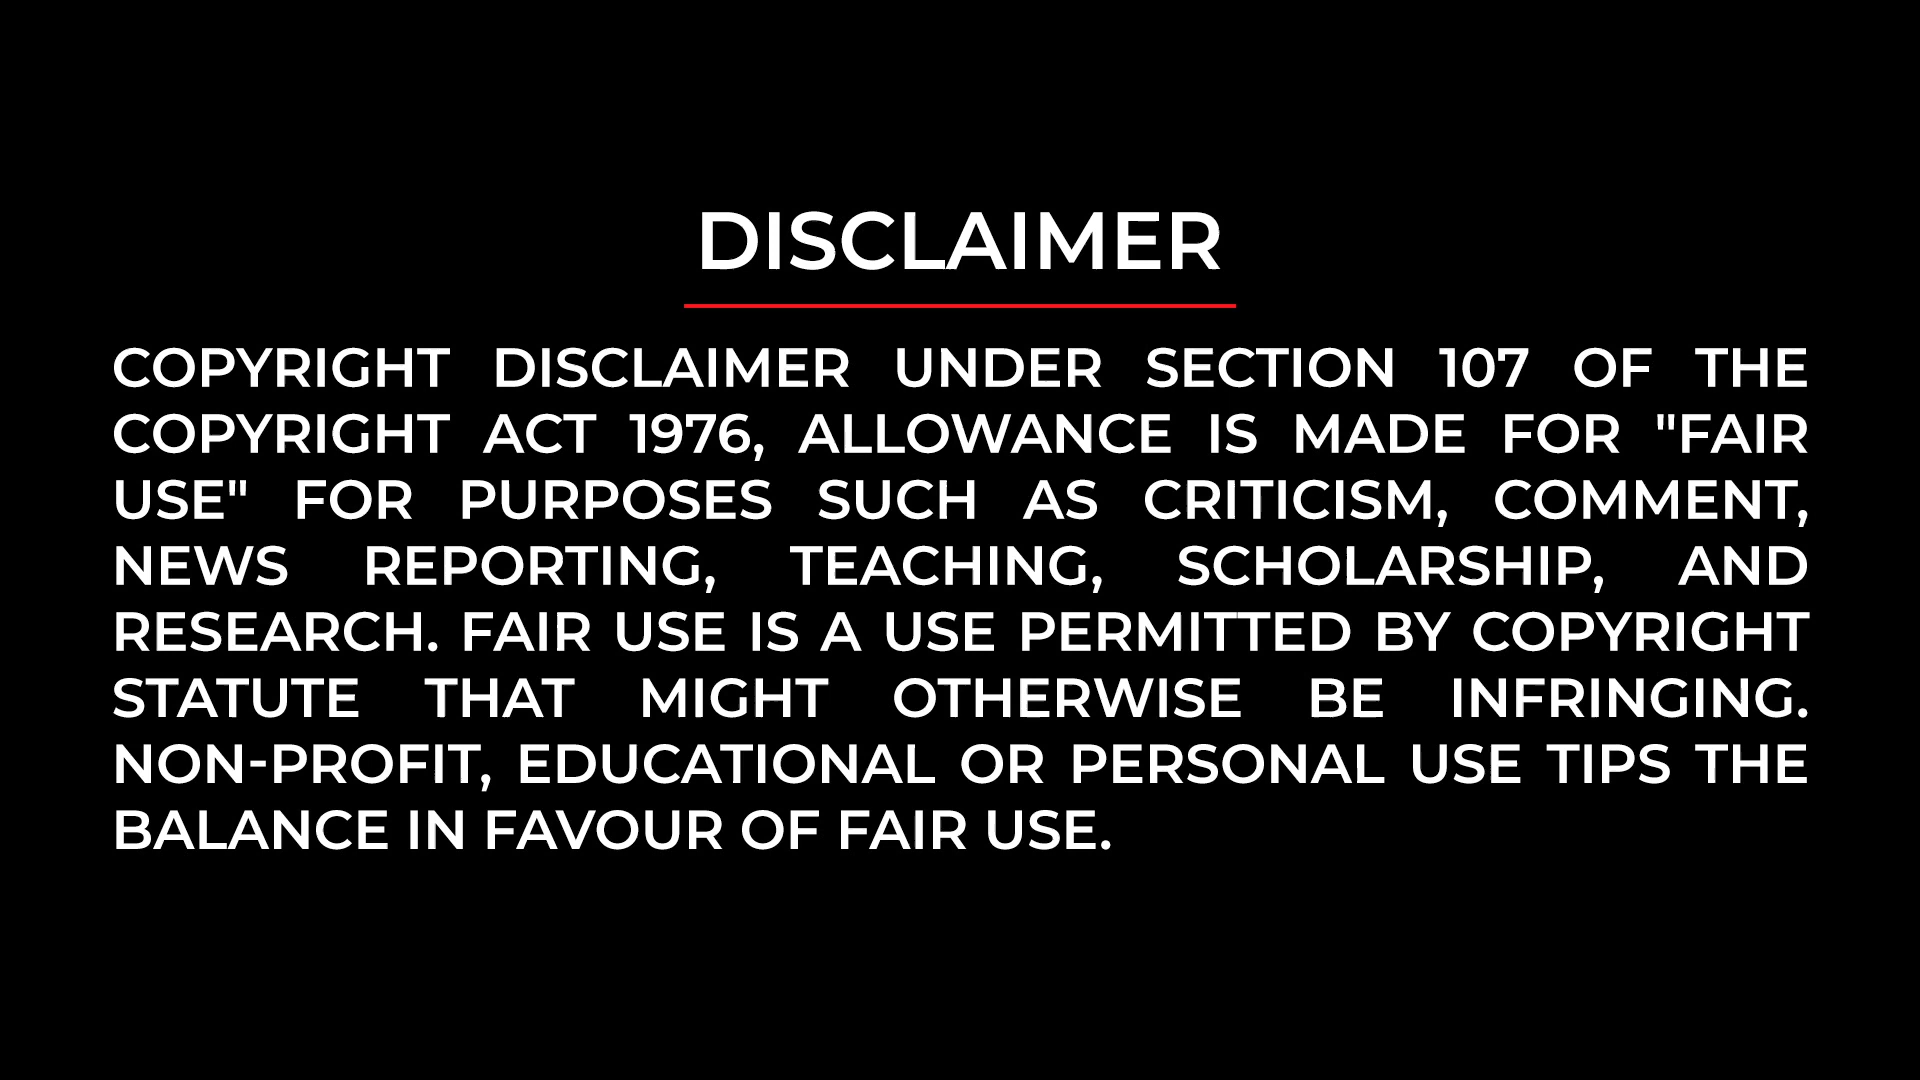 DISCLAIMER
COPYRIGHT DISCLAIMER UNDER SECTION 107 OF THE
COPYRIGHT ACT 1976, ALLOWANCE IS MADE FOR "FAIR
USE" FOR PURPOSES SUCH AS CRITICISM, COMMENT,
NEWS REPORTING, TEACHING, SCHOLARSHIP, AND
RESEARCH. FAIR USE IS A USE PERMITTED BY COPYRIGHT
STATUTE THAT MIGHT OTHERWISE BE INFRINGING.
NON-PROFIT, EDUCATIONAL OR PERSONAL USE TIPS THE
BALANCE IN FAVOUR OF FAIR USE.